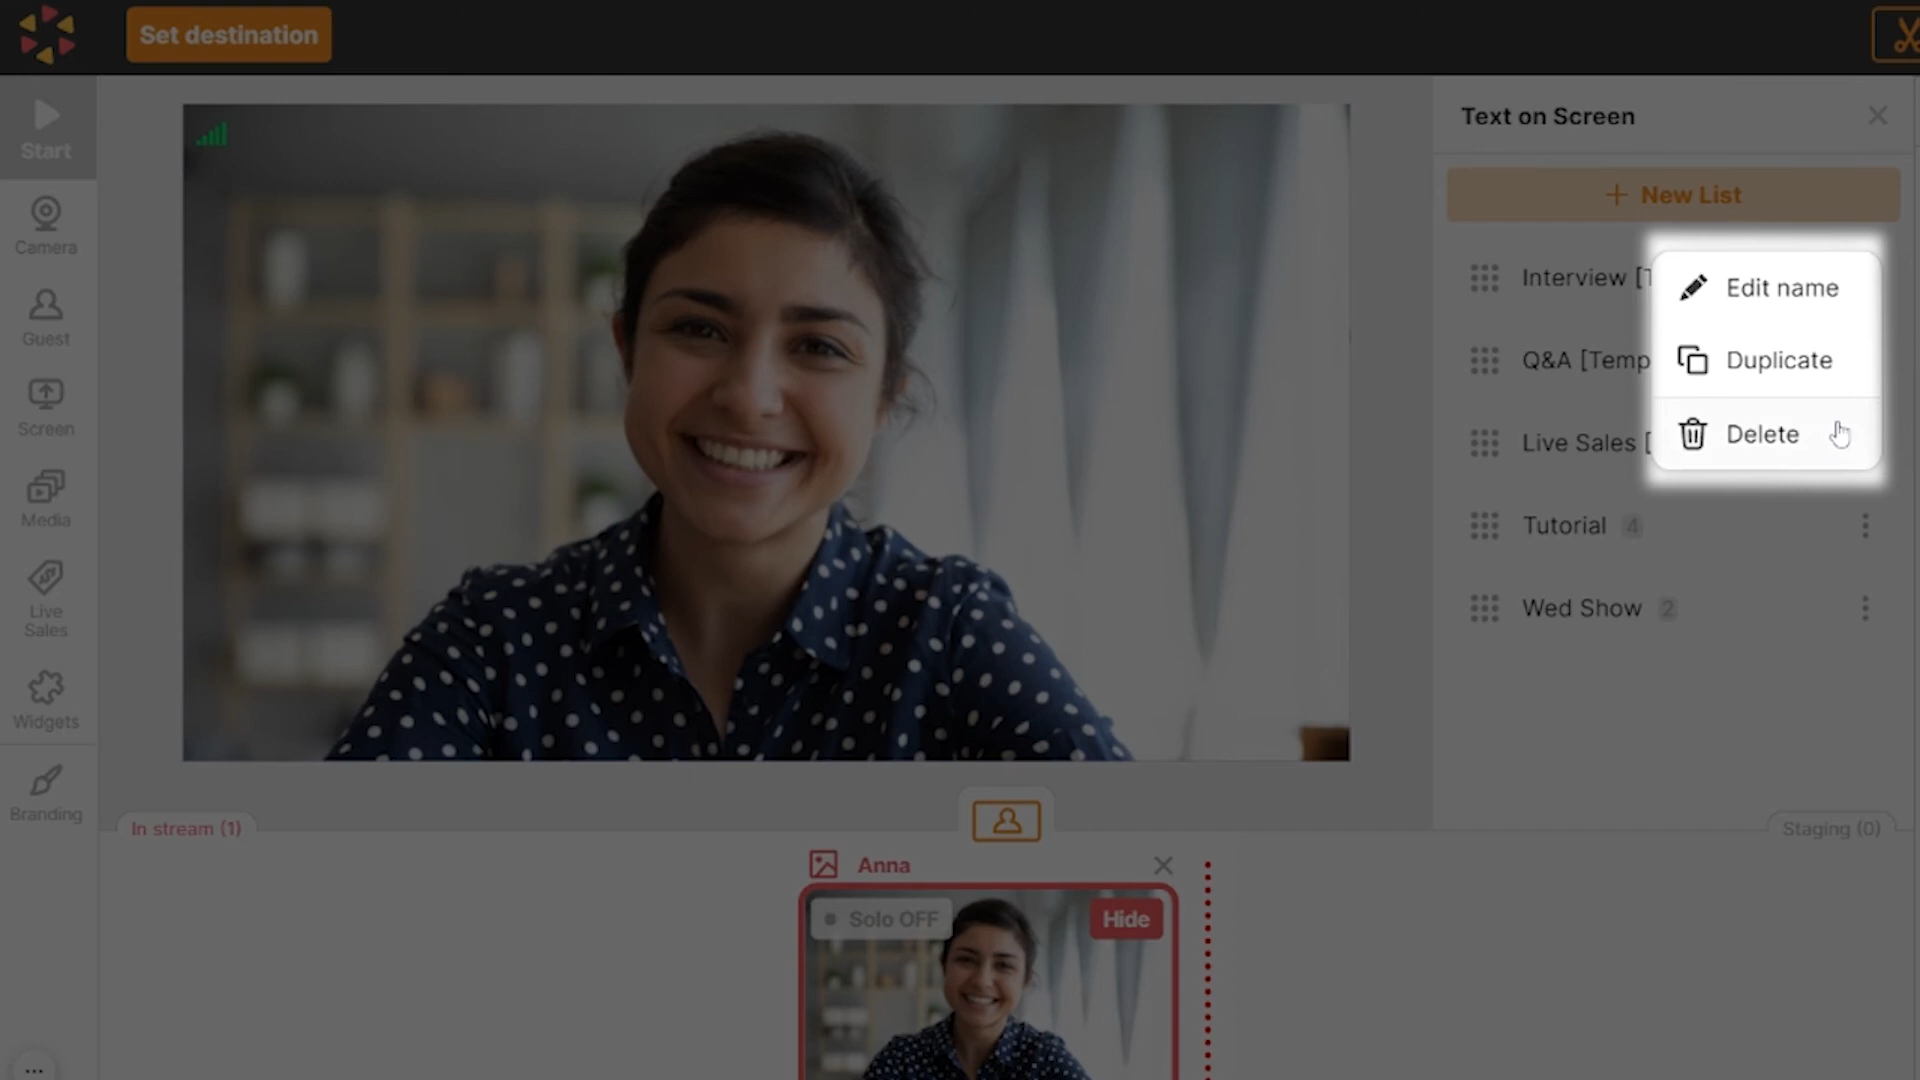 Set destination
Start
Camera
Guest
Screen
Media
Live
Sales
Widgets
Branding
Text on Screen
+ New List
Interview [
Edit name
Q&A [Temp
Duplicate
Live Sales [
Delete
Tutorial 4
Wed Show 2
In stream (1)
Staging (0)
Anna
Solo OFF
Hide
...